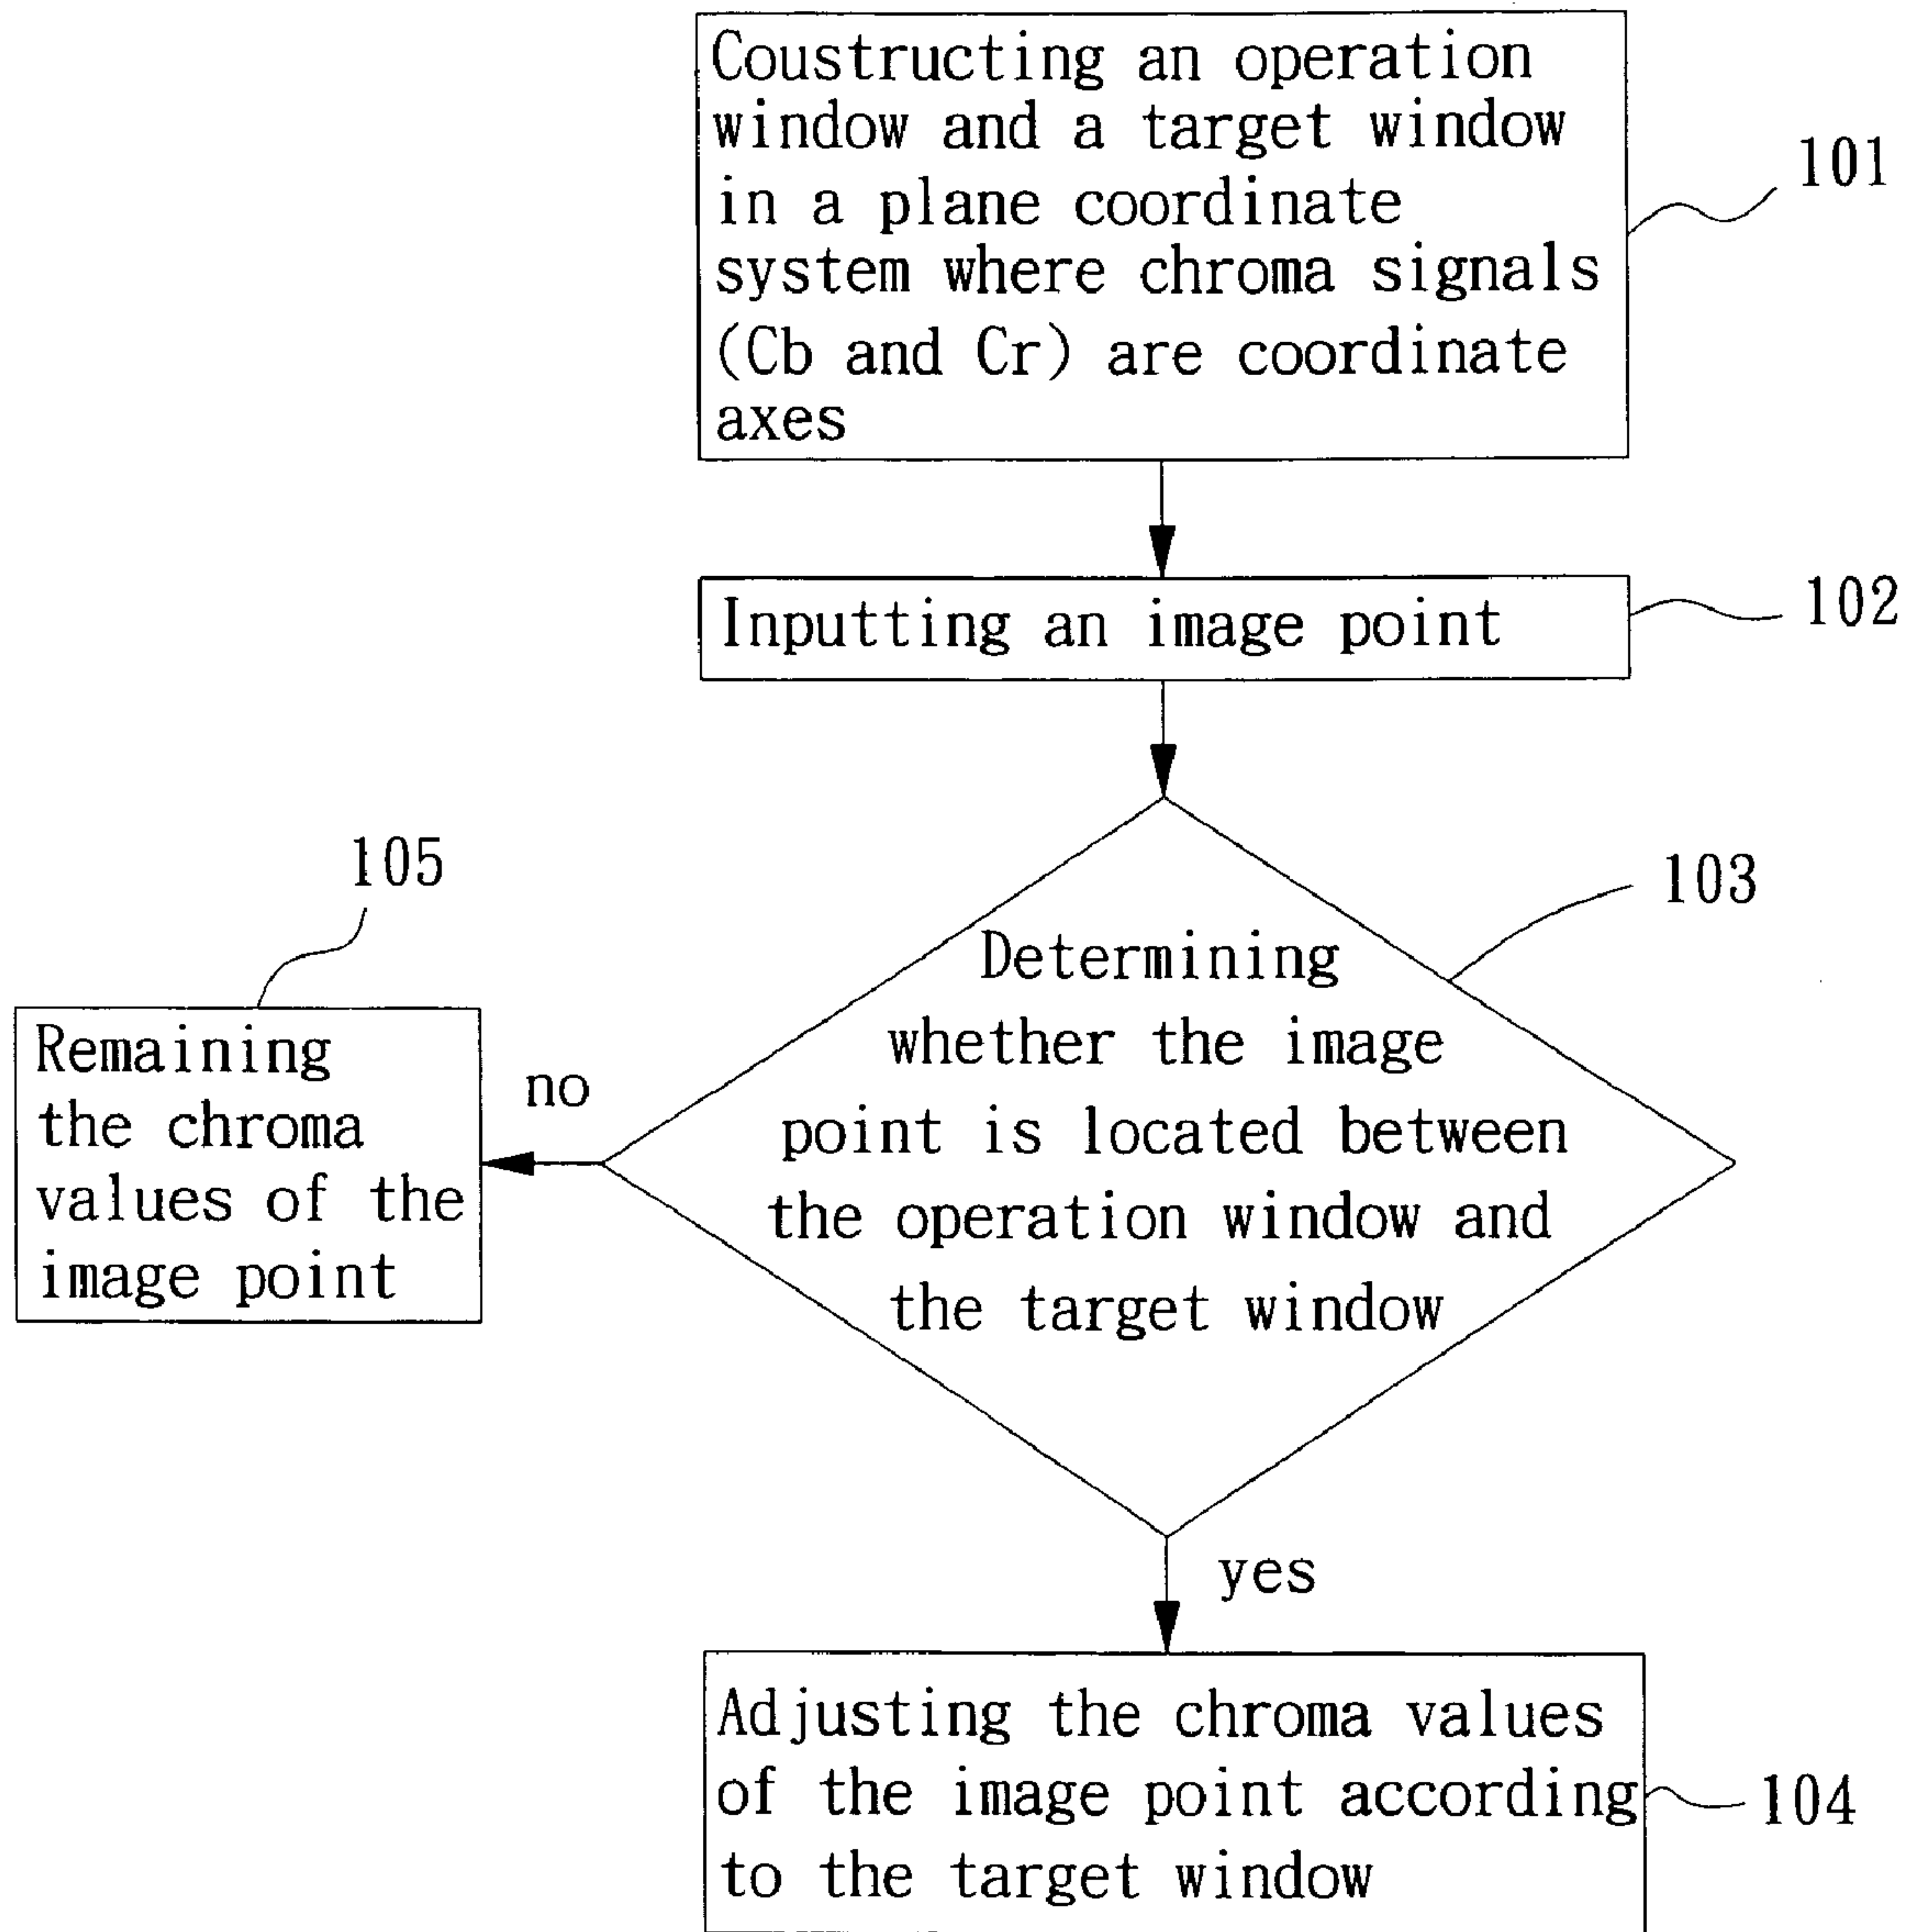 Coustructing an operation
window and a target window
in a plane coordinate
system where chroma signals
(Cb and Cr) are coordinate
axes
101
Inputting an image point
102
105
103
Determining
whether the image
point is located between
the operation window and
the target window
no
Remaining
the chroma
values of the
image point
yes
Adjusting the chroma values
of the image point according
to the target window
104